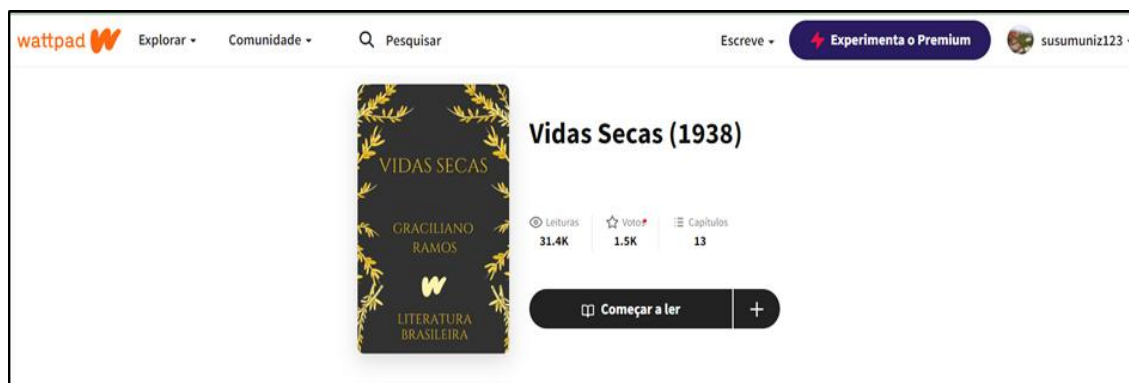 wattpad Explorar Comunidade Pesquisar Escreve Experimenta o Premium susumuniz123
VIDAS SECAS
GRACILIANO
RAMOS
LITERATURA
BRASILEIRA
Vidas Secas (1938)
Leituras Votos Capítulos
31.4K 1.5K 13
Começar a ler +